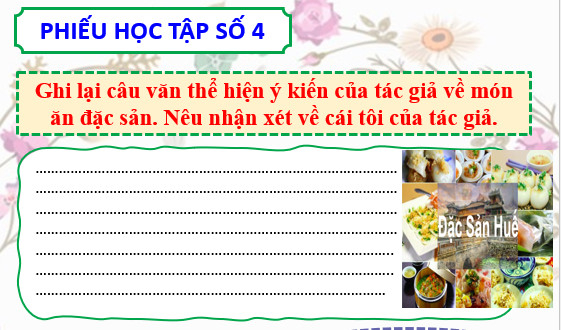 PHIẾU HỌC TẬP SỐ 4
Ghi lại câu văn thể hiện ý kiến của tác giả về món
ăn đặc sản. Nêu nhận xét về cái tôi của tác giả.
Đặc Sản Huế